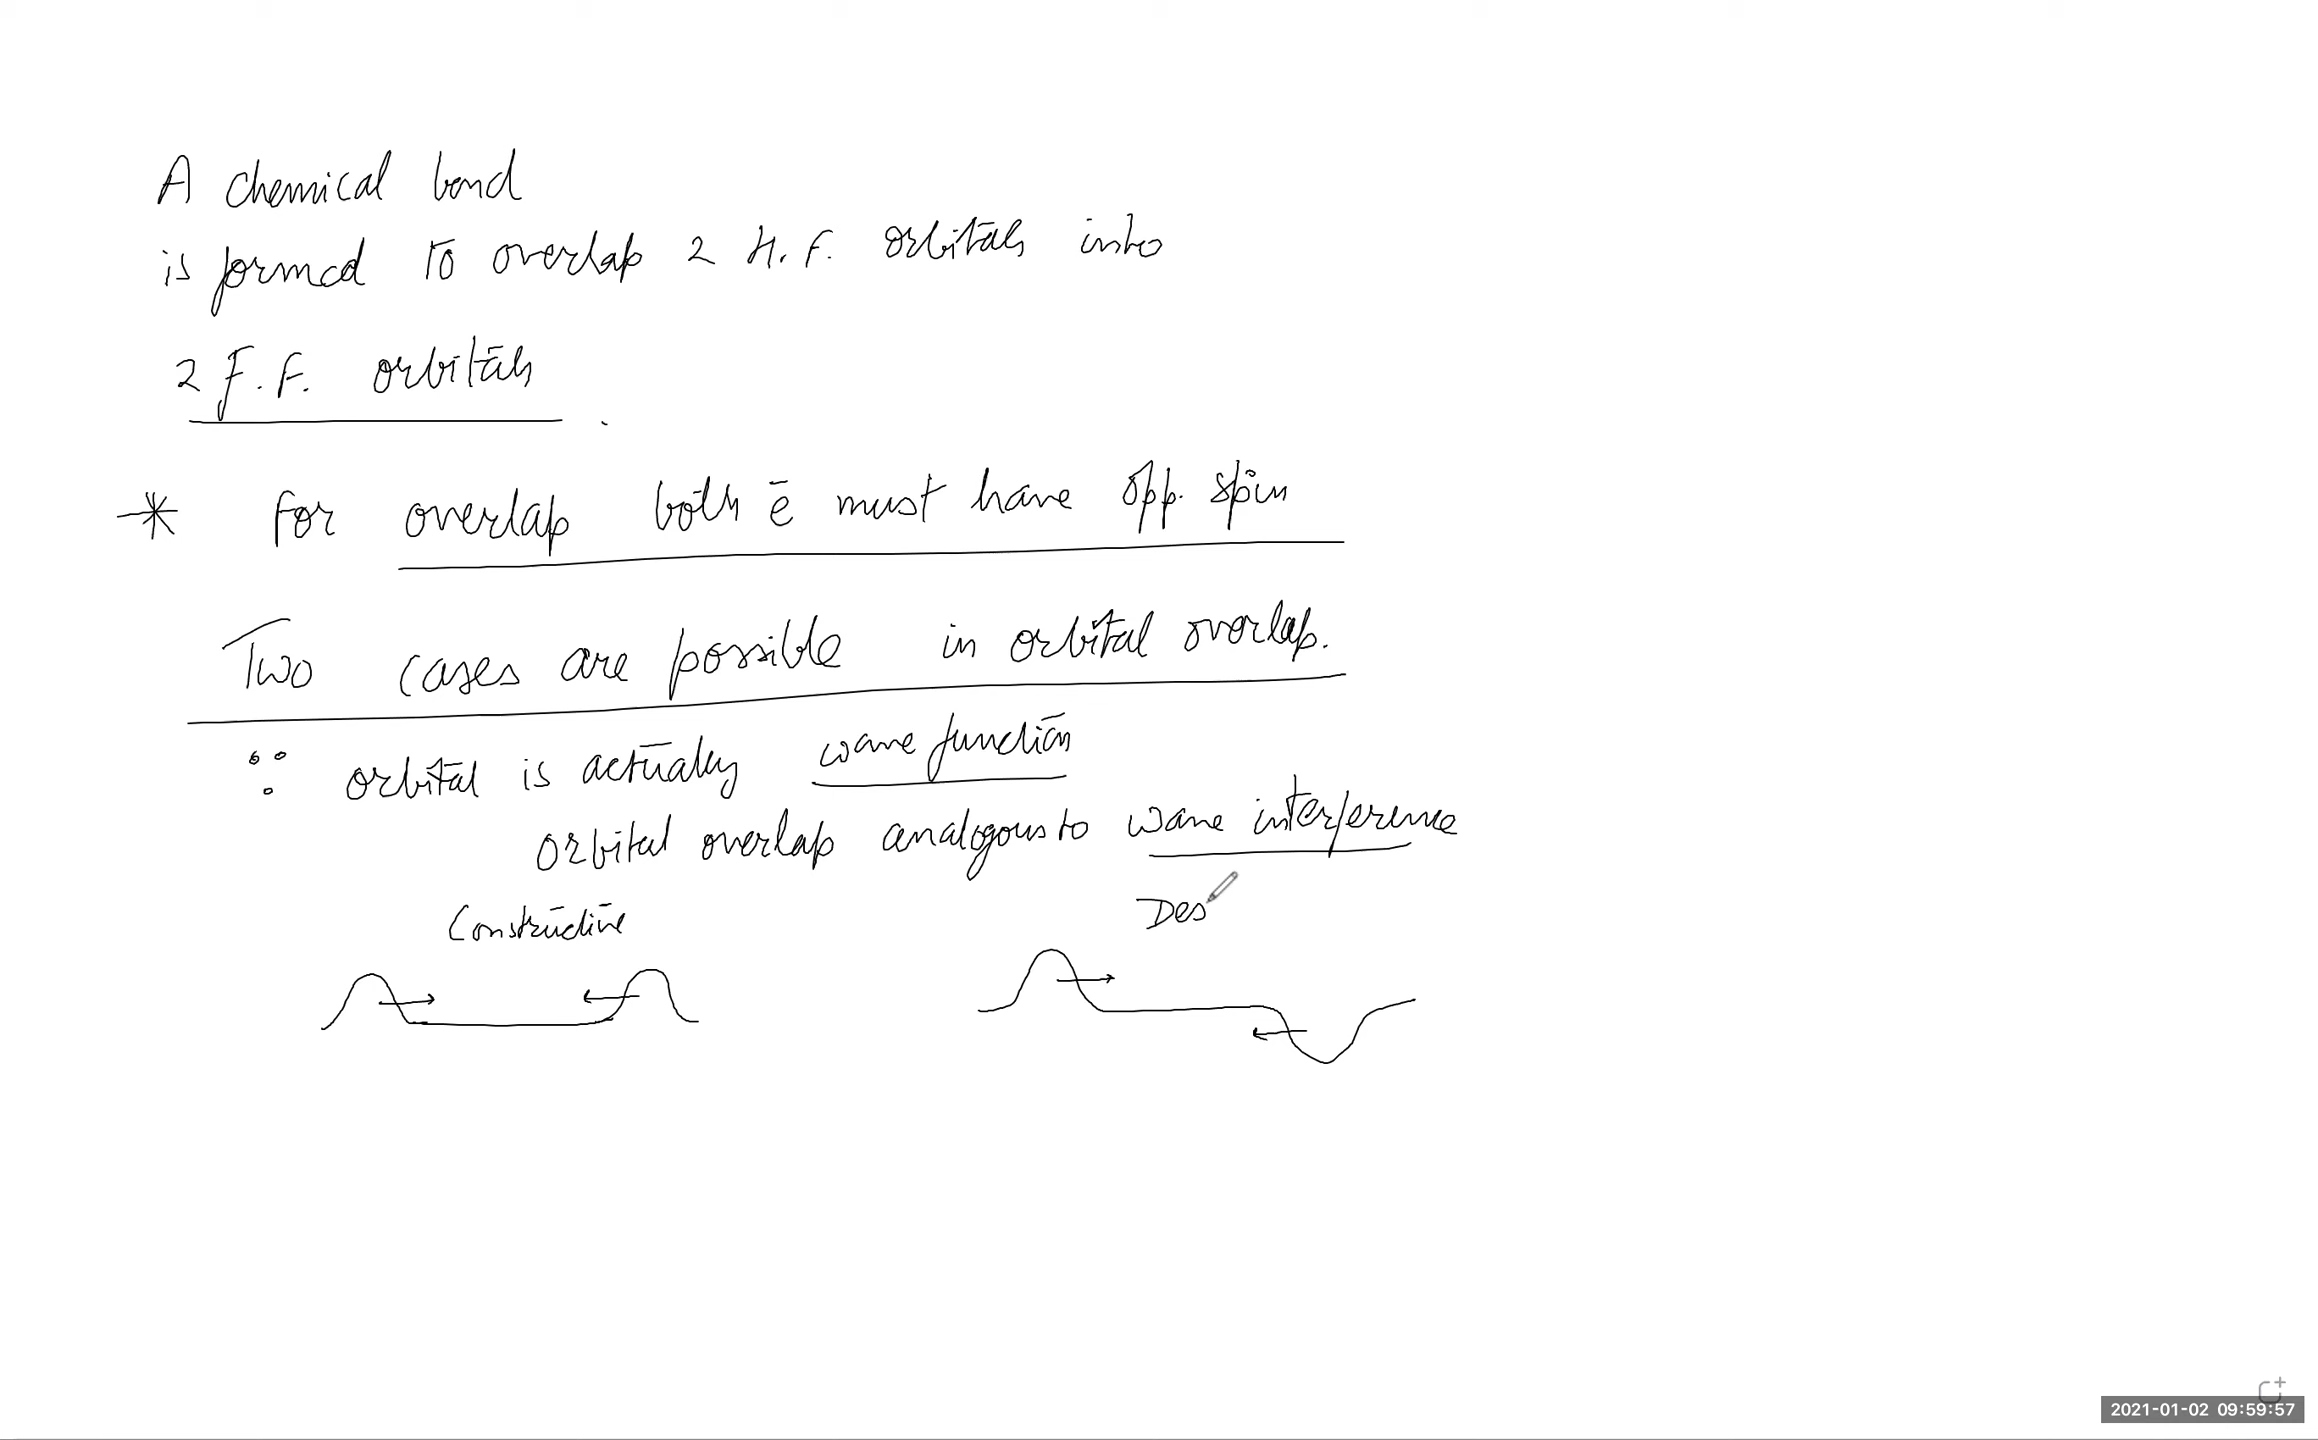 A chemical bond
is formed to overlap 2 H.F. orbitals into
2 F.F. orbitals.
* For overlap both ē must have opp. spin
Two cases are possible in orbital overlap.
∵ orbital is actually wave function
orbital overlap analogous to wave interference
Constructive Des
2021-01-02 09:59:57